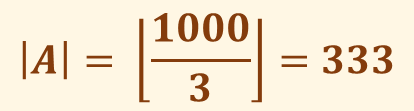 |A| = ⌊1000/3⌋ = 333